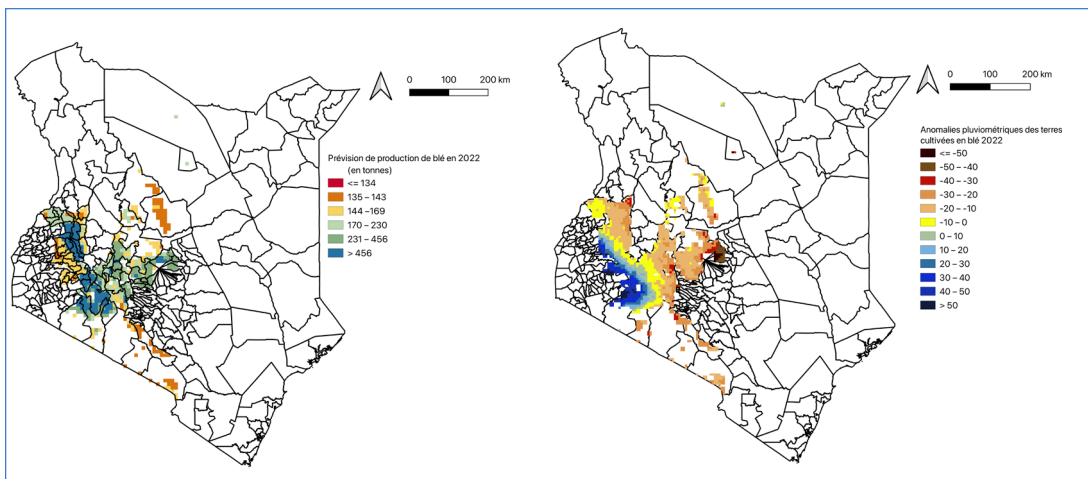 0 100 200 km
Prévision de production de blé en 2022
(en tonnes)
<= 134
135 – 143
144 –169
170 – 230
231 – 456
> 456
0 100 200 km
Anomalies pluviométriques des terres
cultivées en blé 2022
<= -50
-50 – -40
-40 – -30
-30 – -20
-20 – -10
-10 – 0
0 – 10
10 – 20
20 – 30
30 – 40
40 – 50
> 50